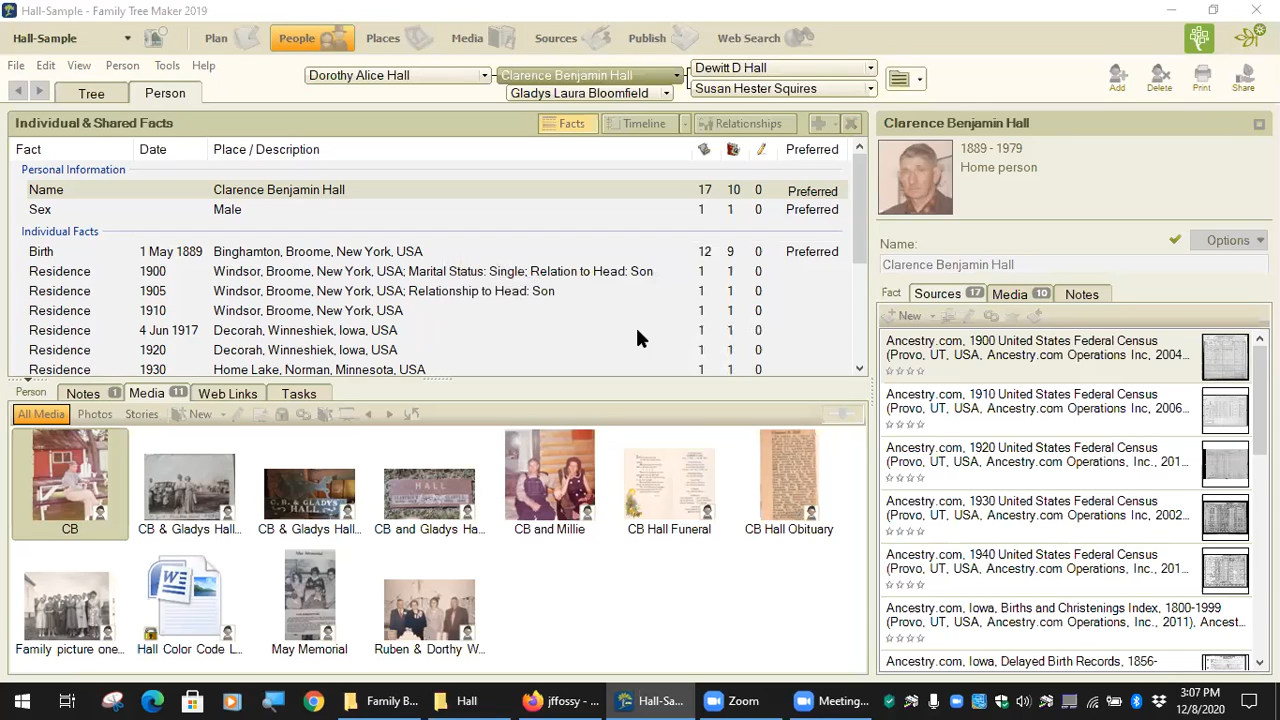 Hall-Sample - Family Tree Maker 2019
Hall-Sample Plan People Places Media Sources Publish Web Search
File Edit View Person Tools Help
Dorothy Alice Hall Clarence Benjamin Hall Dewitt D Hall
Gladys Laura Bloomfield Susan Hester Squires
Add Delete Print Share
Tree Person
Individual & Shared Facts Facts Timeline Relationships
Fact Date Place / Description Preferred
Personal Information
Name Clarence Benjamin Hall 17 10 0 Preferred
Sex Male 1 1 0 Preferred
Individual Facts
Birth 1 May 1889 Binghamton, Broome, New York, USA 12 9 0 Preferred
Residence 1900 Windsor, Broome, New York, USA; Marital Status: Single; Relation to Head: Son 1 1 0
Residence 1905 Windsor, Broome, New York, USA; Relationship to Head: Son 1 1 0
Residence 1910 Windsor, Broome, New York, USA 1 1 0
Residence 4 Jun 1917 Decorah, Winneshiek, Iowa, USA 1 1 0
Residence 1920 Decorah, Winneshiek, Iowa, USA 1 1 0
Residence 1930 Home Lake, Norman, Minnesota, USA 1 1 0
Person Notes 1 Media 11 Web Links Tasks
All Media Photos Stories New
CB
CB & Gladys Hall...
CB & Gladys Hall...
CB and Gladys Ha...
CB and Millie
CB Hall Funeral
CB Hall Obituary
C.B. & GLADYS
HALL
HALL
Family picture one...
Hall Color Code L...
May Memorial
Ruben & Dorthy W...
Clarence Benjamin Hall
1889 - 1979
Home person
Name: Options
Clarence Benjamin Hall
Fact Sources 17 Media 10 Notes
New
Ancestry.com, 1900 United States Federal Census
(Provo, UT, USA, Ancestry.com Operations Inc, 2004...
Ancestry.com, 1910 United States Federal Census
(Provo, UT, USA, Ancestry.com Operations Inc, 2006...
Ancestry.com, 1920 United States Federal Census
(Provo, UT, USA, Ancestry.com Operations, Inc., 201...
Ancestry.com, 1930 United States Federal Census
(Provo, UT, USA, Ancestry.com Operations Inc, 2002...
Ancestry.com, 1940 United States Federal Census
(Provo, UT, USA, Ancestry.com Operations, Inc., 201...
Ancestry.com, Iowa, Births and Christenings Index, 1800-1999
(Provo, UT, USA, Ancestry.com Operations, Inc., 2011), Ancest...
Ancestry.com, Iowa, Delayed Birth Records, 1856-
Family B... Hall jffossy - ... Hall-Sa... Zoom Meeting...
3:07 PM
12/8/2020